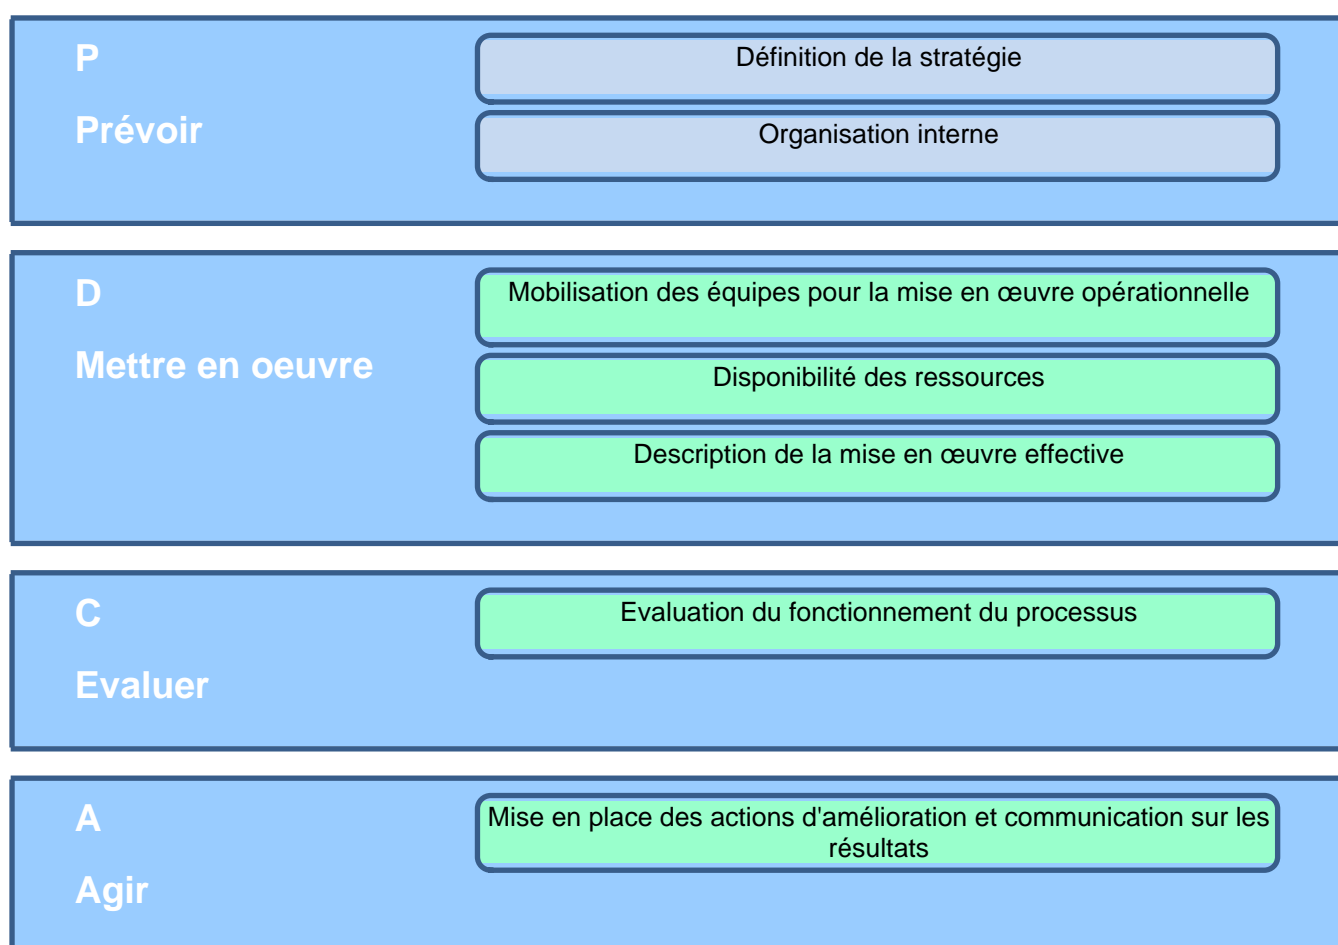 P
Prévoir
Définition de la stratégie
Organisation interne
D
Mettre en oeuvre
Mobilisation des équipes pour la mise en œuvre opérationnelle
Disponibilité des ressources
Description de la mise en œuvre effective
C
Evaluer
Evaluation du fonctionnement du processus
A
Agir
Mise en place des actions d'amélioration et communication sur les
résultats